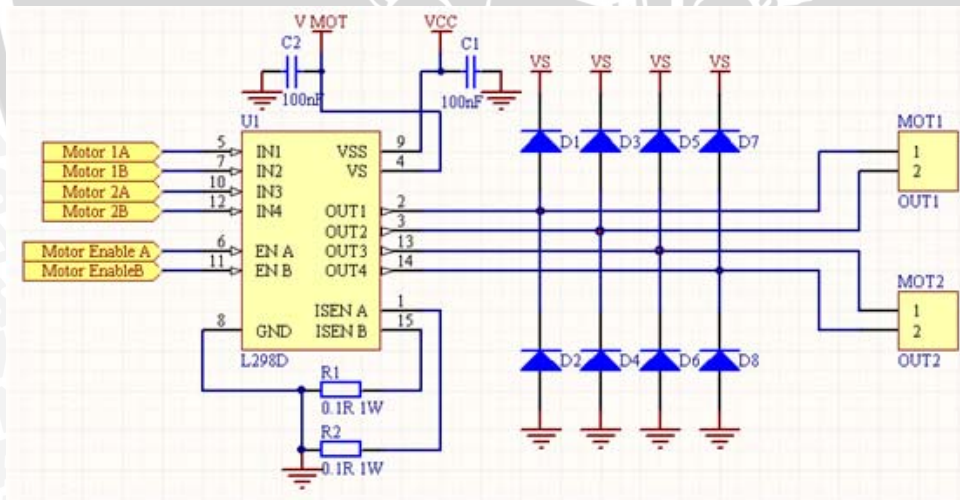 V MOT
VCC
C2
100nF
C1
100nF
VS
VS
VS
VS
D1
D3
D5
D7
MOT1
1
2
OUT1
U1
Motor 1A
5
IN1
Motor 1B
7
IN2
Motor 2A
10
IN3
Motor 2B
12
IN4
Motor Enable A
6
EN A
Motor EnableB
11
EN B
8
GND
VSS
9
VS
4
OUT1
2
OUT2
3
OUT3
13
OUT4
14
ISEN A
1
ISEN B
15
L298D
R1
0.1R 1W
R2
0.1R 1W
D2
D4
D6
D8
MOT2
1
2
OUT2